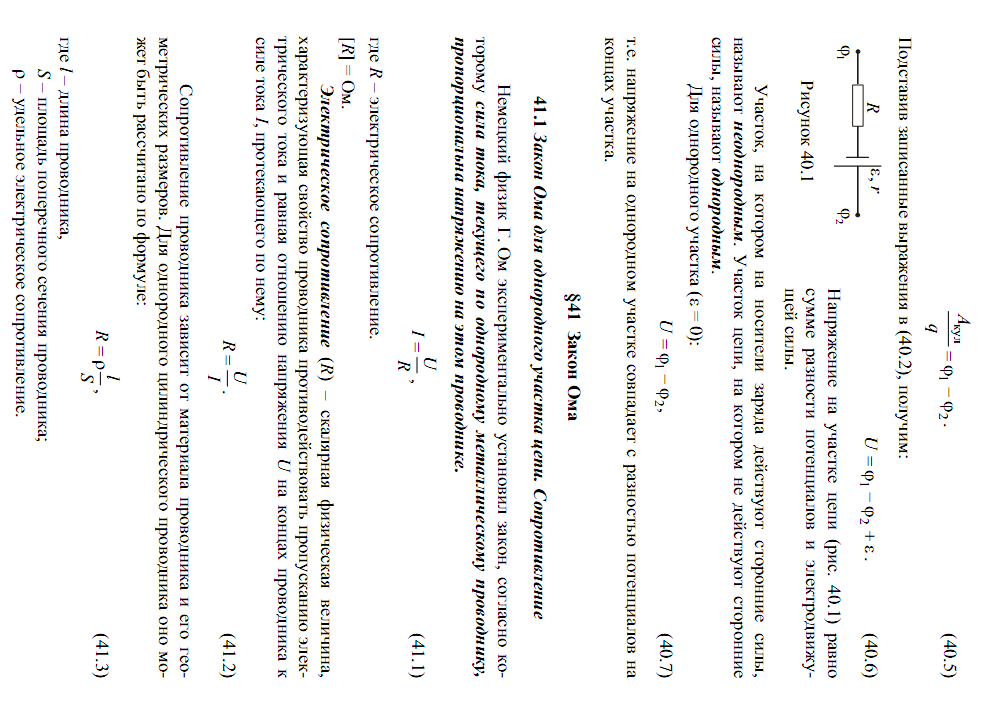 Aкул/q = φ1 − φ2 . (40.5)
Подставив записанные выражения в (40.2), получим:
U = φ1 − φ2 + ε . (40.6)
φ1 R ε, r φ2
Рисунок 40.1
Напряжение на участке цепи (рис. 40.1) равно
сумме разности потенциалов и электродвижу-
щей силы.
Участок, на котором на носители заряда действуют сторонние силы,
называют неоднородным. Участок цепи, на котором не действуют сторонние
силы, называют однородным.
Для однородного участка (ε = 0):
U = φ1 − φ2, (40.7)
т.е. напряжение на однородном участке совпадает с разностью потенциалов на
концах участка.
§41 Закон Ома
41.1 Закон Ома для однородного участка цепи. Сопротивление
Немецкий физик Г. Ом экспериментально установил закон, согласно ко-
торому сила тока, текущего по однородному металлическому проводнику,
пропорциональна напряжению на этом проводнике.
I = U/R , (41.1)
где R – электрическое сопротивление.
[R] = Ом.
Электрическое сопротивление (R) – скалярная физическая величина,
характеризующая свойство проводника противодействовать пропусканию элек-
трического тока и равная отношению напряжения U на концах проводника к
силе тока I, протекающего по нему:
R = U/I . (41.2)
Сопротивление проводника зависит от материала проводника и его гео-
метрических размеров. Для однородного цилиндрического проводника оно мо-
жет быть рассчитано по формуле:
R = ρ l/S , (41.3)
где l – длина проводника,
S – площадь поперечного сечения проводника;
ρ – удельное электрическое сопротивление.